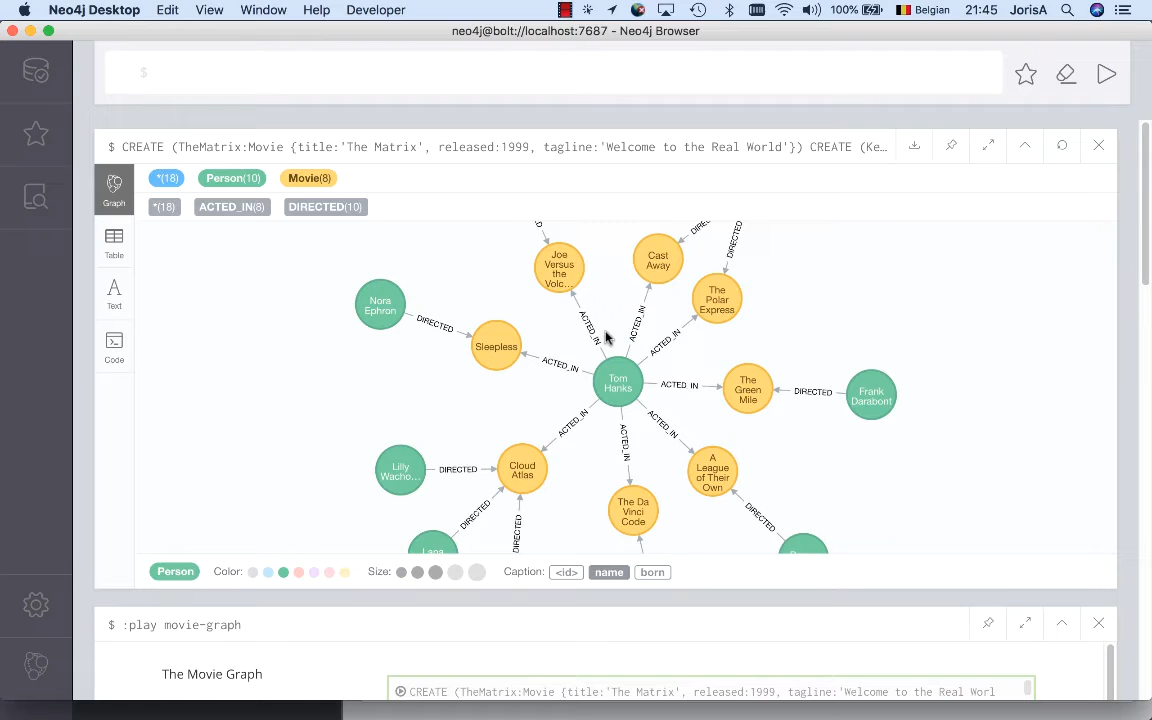 Neo4j Desktop Edit View Window Help Developer 100% Belgian 21:45 JorisA
neo4j@bolt://localhost:7687 - Neo4j Browser
$
$ CREATE (TheMatrix:Movie {title:'The Matrix', released:1999, tagline:'Welcome to the Real World'}) CREATE (Ke…
*(18) Person(10) Movie(8)
*(18) ACTED_IN(8) DIRECTED(10)
Graph
Table
Text
Code
Joe
Versus
the
Volc...
Cast
Away
DIRECTED
The
Polar
Express
Nora
Ephron
DIRECTED
Sleepless
ACTED_IN
ACTED_IN
ACTED_IN
ACTED_IN
Tom
Hanks
ACTED_IN
The
Green
Mile
DIRECTED
Frank
Darabont
ACTED_IN
ACTED_IN
ACTED_IN
Lilly
Wacho...
DIRECTED
Cloud
Atlas
A
League
of Their
Own
The Da
Vinci
Code
DIRECTED
DIRECTED
DIRECTED
Lana
Person Color: Size: Caption: <id> name born
$ :play movie-graph
The Movie Graph
CREATE (TheMatrix:Movie {title:'The Matrix', released:1999, tagline:'Welcome to the Real Worl